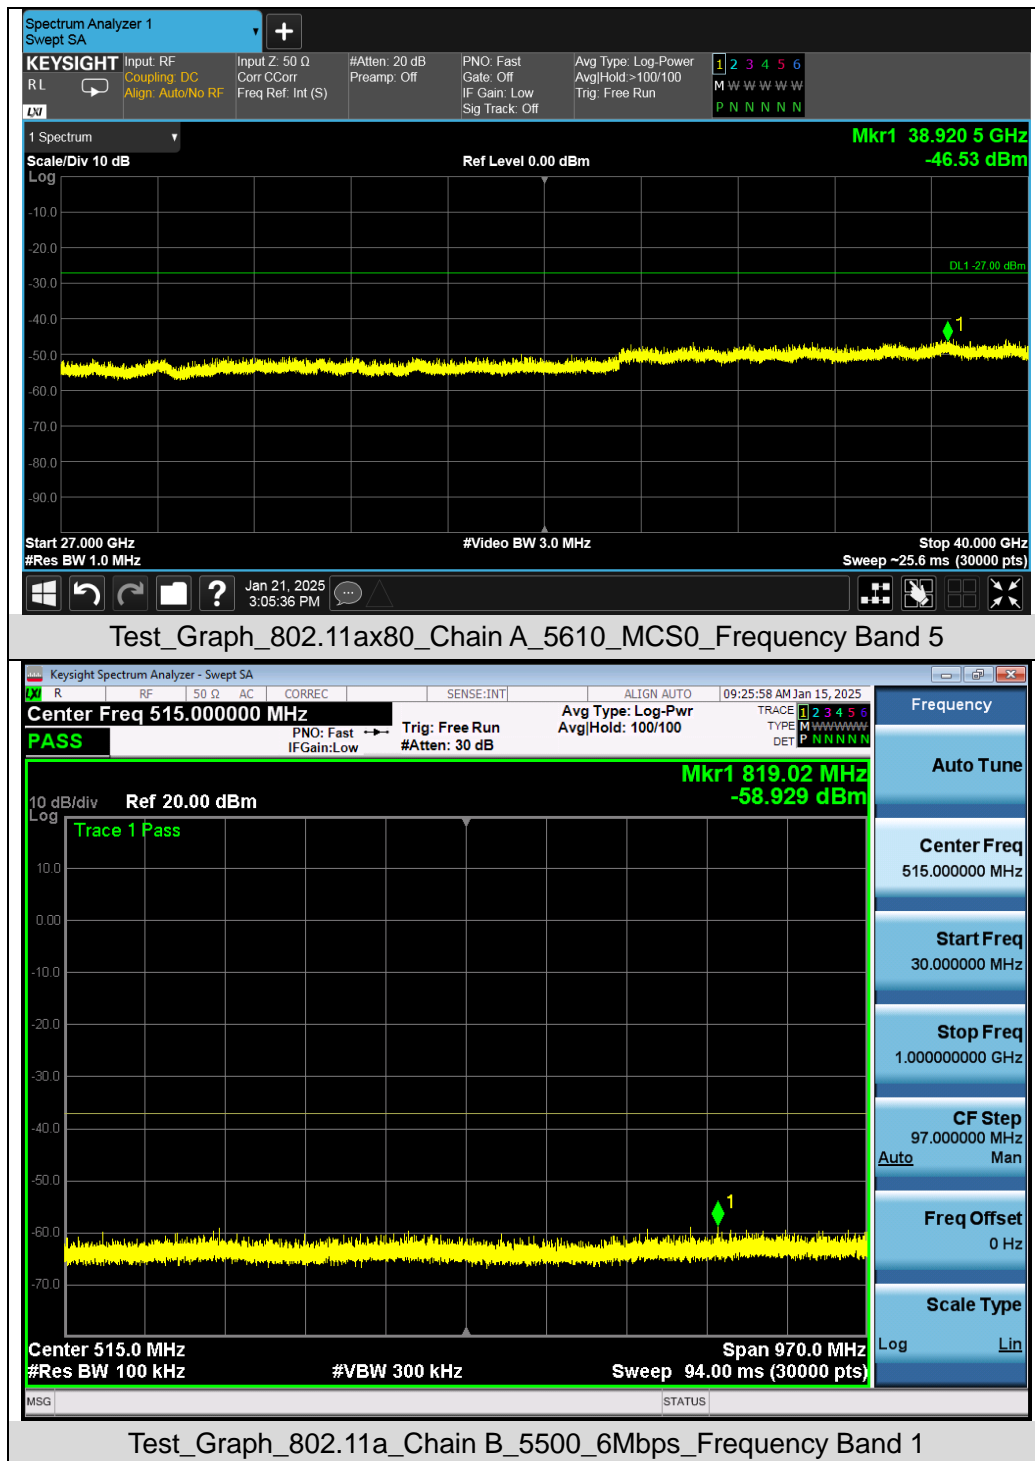 Spectrum Analyzer 1
Swept SA
+
KEYSIGHT Input: RF Input Z: 50 Ω #Atten: 20 dB PNO: Fast Avg Type: Log-Power 1 2 3 4 5 6
RL Coupling: DC Corr CCorr Preamp: Off Gate: Off Avg|Hold:>100/100 M W W W W W
Align: Auto/No RF Freq Ref: Int (S) IF Gain: Low Trig: Free Run
LXI Sig Track: Off P N N N N N
1 Spectrum Mkr1 38.920 5 GHz
Scale/Div 10 dB Ref Level 0.00 dBm -46.53 dBm
Log
-10.0
-20.0
DL1 -27.00 dBm
-30.0
-40.0
1
-50.0
-60.0
-70.0
-80.0
-90.0
Start 27.000 GHz #Video BW 3.0 MHz Stop 40.000 GHz
#Res BW 1.0 MHz Sweep ~25.6 ms (30000 pts)
? Jan 21, 2025
3:05:36 PM
Test_Graph_802.11ax80_Chain A_5610_MCS0_Frequency Band 5
Keysight Spectrum Analyzer - Swept SA
LXI R RF 50 Ω AC CORREC SENSE:INT ALIGN AUTO 09:25:58 AM Jan 15, 2025
Center Freq 515.000000 MHz Avg Type: Log-Pwr TRACE 1 2 3 4 5 6
PASS PNO: Fast Trig: Free Run Avg|Hold: 100/100 TYPE M W W W W W
IFGain:Low #Atten: 30 dB DET P N N N N N
Frequency
Mkr1 819.02 MHz
10 dB/div Ref 20.00 dBm -58.929 dBm
Log
Trace 1 Pass
10.0
0.00
-10.0
-20.0
-30.0
-40.0
-50.0
1
-60.0
-70.0
Center 515.0 MHz Span 970.0 MHz
#Res BW 100 kHz #VBW 300 kHz Sweep 94.00 ms (30000 pts)
Auto Tune
Center Freq
515.000000 MHz
Start Freq
30.000000 MHz
Stop Freq
1.000000000 GHz
CF Step
97.000000 MHz
Auto Man
Freq Offset
0 Hz
Scale Type
Log Lin
MSG STATUS
Test_Graph_802.11a_Chain B_5500_6Mbps_Frequency Band 1